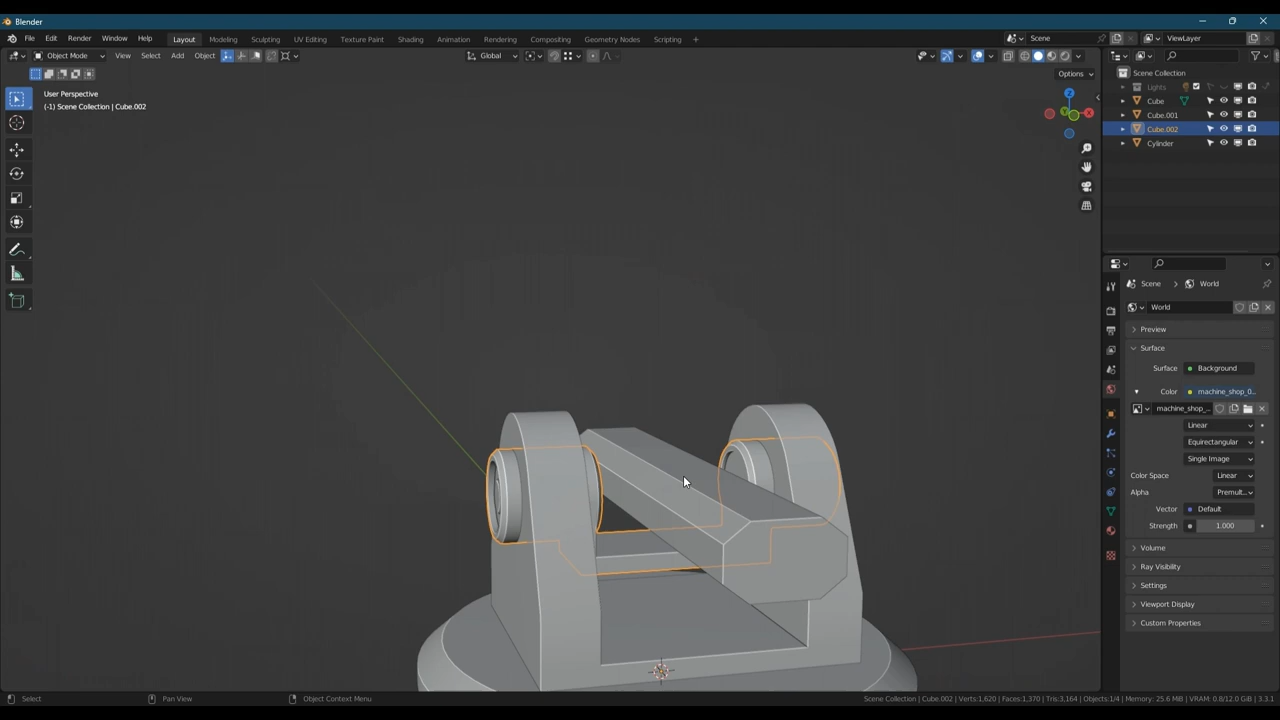 Blender
File Edit Render Window Help Layout Modeling Sculpting UV Editing Texture Paint Shading Animation Rendering Compositing Geometry Nodes Scripting + Scene ViewLayer
Object Mode View Select Add Object Global
Options
User Perspective
(-1) Scene Collection | Cube.002
Z
X
Y
Scene Collection
Lights
Cube
Cube.001
Cube.002
Cylinder
Scene > World
World
Preview
Surface
Surface Background
Color machine_shop_0...
machine_shop_...
Linear
Equirectangular
Single Image
Color Space Linear
Alpha Premult...
Vector Default
Strength 1.000
Volume
Ray Visibility
Settings
Viewport Display
Custom Properties
Select Pan View Object Context Menu Scene Collection | Cube.002 | Verts:1,620 | Faces:1,370 | Tris:3,164 | Objects:1/4 | Memory: 25.6 MiB | VRAM: 0.8/12.0 GiB | 3.3.1